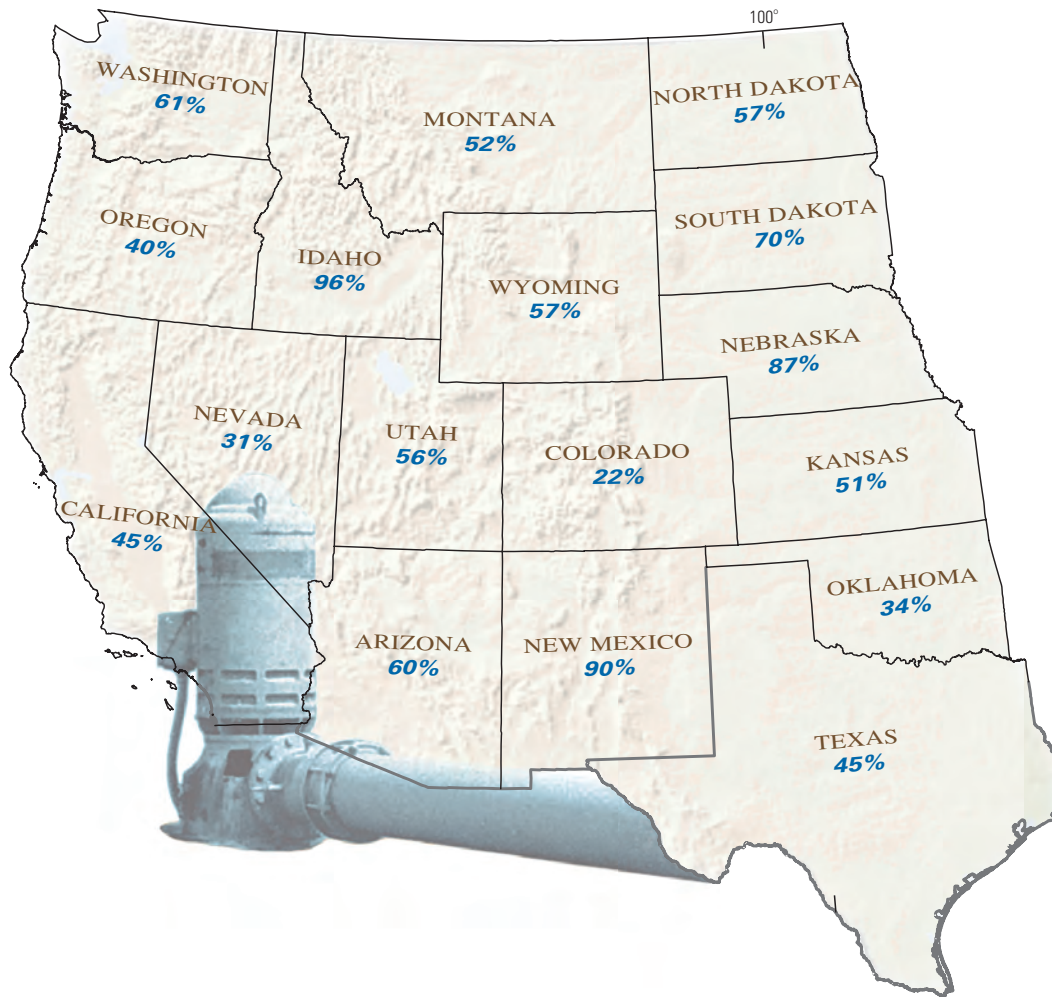 100°
WASHINGTON
61%
MONTANA
52%
NORTH DAKOTA
57%
OREGON
40%
IDAHO
96%
SOUTH DAKOTA
70%
WYOMING
57%
NEBRASKA
87%
NEVADA
31%
UTAH
56%
COLORADO
22%
KANSAS
51%
CALIFORNIA
45%
OKLAHOMA
34%
ARIZONA
60%
NEW MEXICO
90%
TEXAS
45%